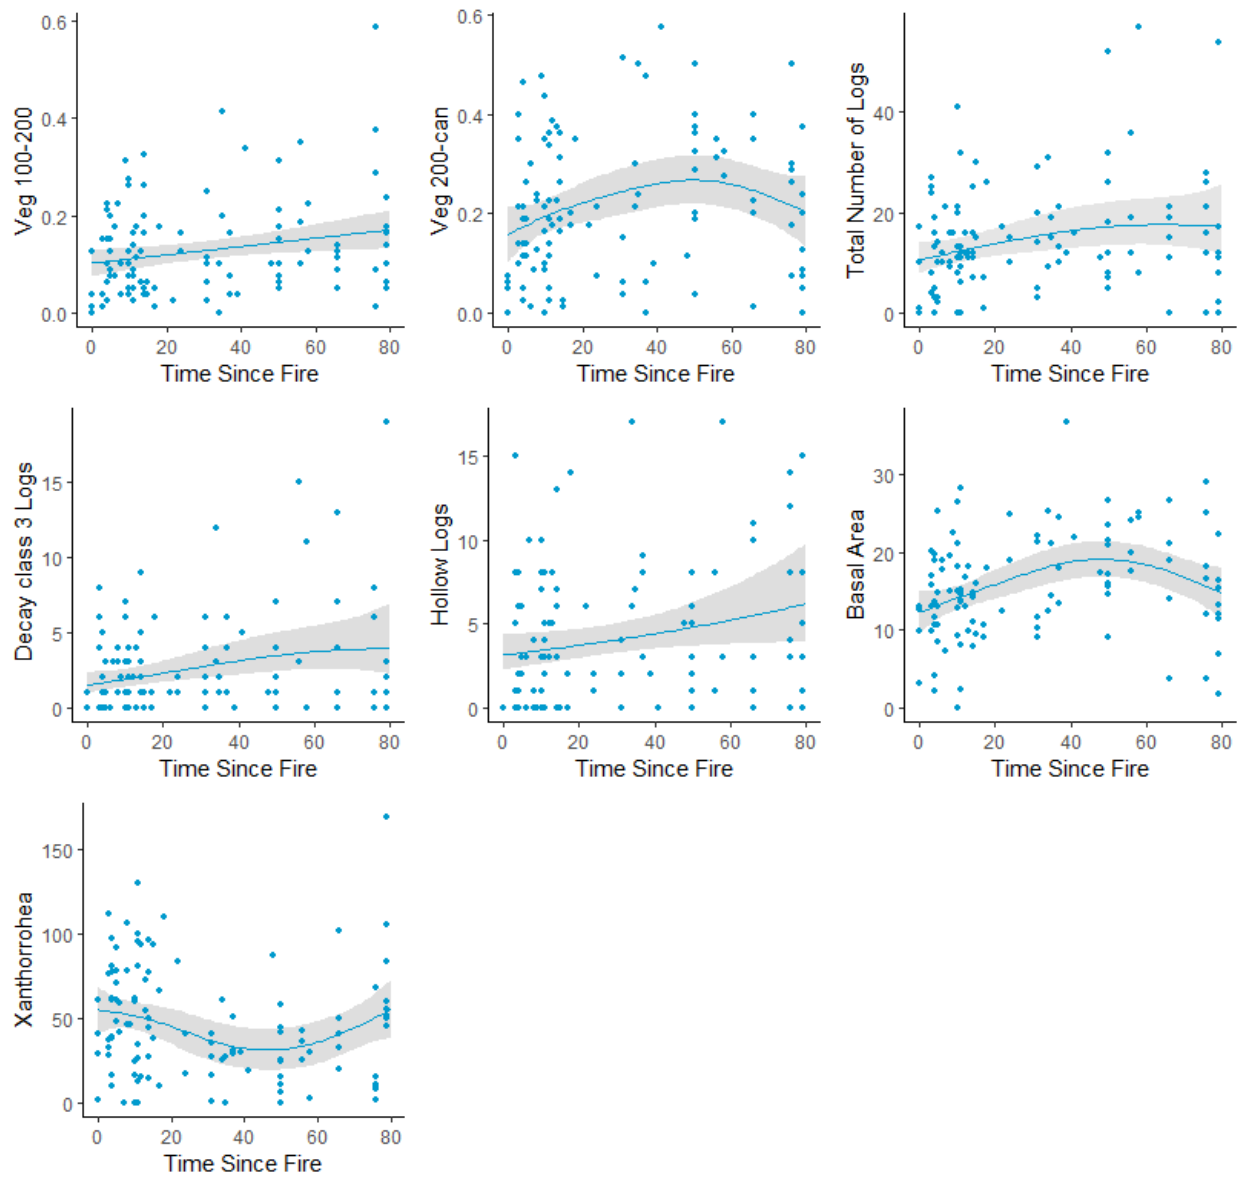 Veg 100-200
0.6
0.4
0.2
0.0
0 20 40 60 80
Time Since Fire
Veg 200-can
0.6
0.4
0.2
0.0
0 20 40 60 80
Time Since Fire
Total Number of Logs
40
20
0
0 20 40 60 80
Time Since Fire
Decay class 3 Logs
15
10
5
0
0 20 40 60 80
Time Since Fire
Hollow Logs
15
10
5
0
0 20 40 60 80
Time Since Fire
Basal Area
30
20
10
0
0 20 40 60 80
Time Since Fire
Xanthorrohea
150
100
50
0
0 20 40 60 80
Time Since Fire